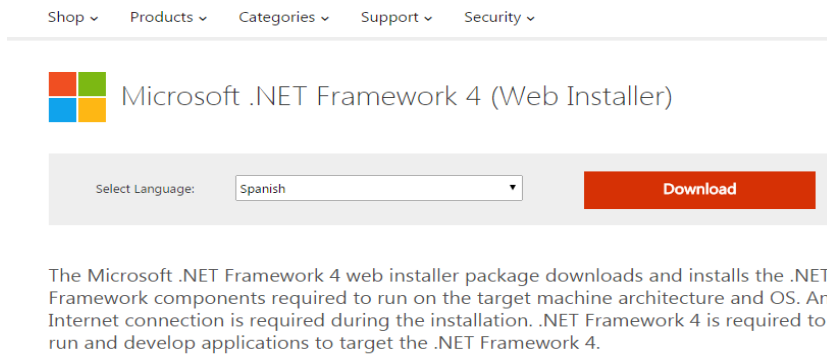 Shop Products Categories Support Security
Microsoft .NET Framework 4 (Web Installer)
Select Language: Spanish Download
The Microsoft .NET Framework 4 web installer package downloads and installs the .NET
Framework components required to run on the target machine architecture and OS. An
Internet connection is required during the installation. .NET Framework 4 is required to
run and develop applications to target the .NET Framework 4.